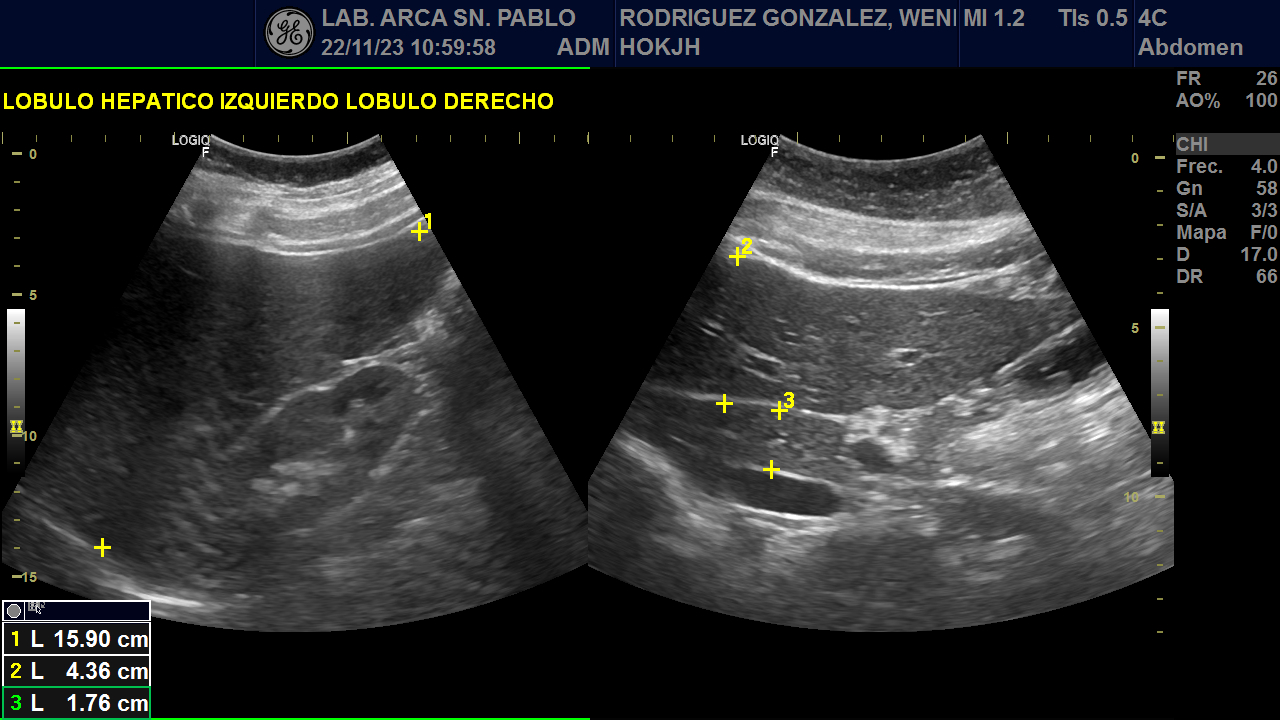 LAB. ARCA SN. PABLO
22/11/23 10:59:58 ADM
RODRIGUEZ GONZALEZ, WENI
HOKJH
MI 1.2 TIs 0.5
4C
Abdomen
LOBULO HEPATICO IZQUIERDO LOBULO DERECHO
FR 26
AO% 100
CHI
Frec. 4.0
Gn 58
S/A 3/3
Mapa F/0
D 17.0
DR 66
LOGIQ
F
0
5
10
15
1
LOGIQ
F
0
5
10
2
3
1 L 15.90 cm
2 L 4.36 cm
3 L 1.76 cm